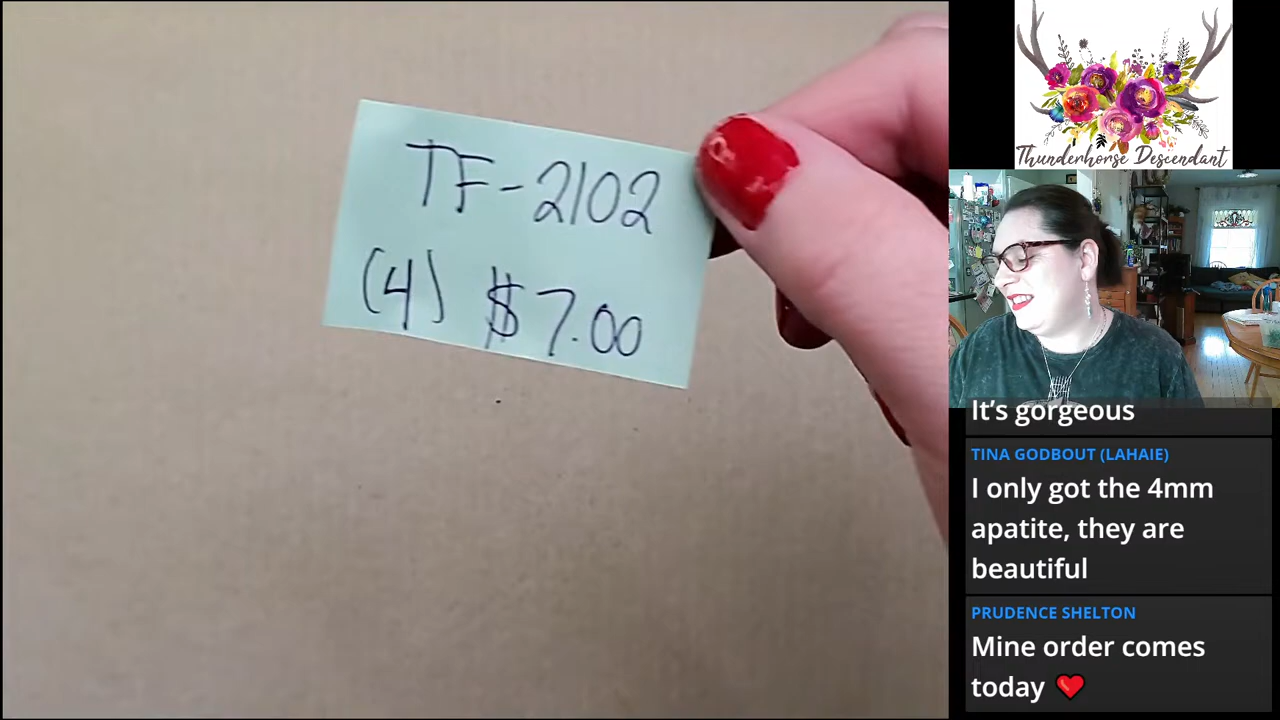 TF-2102
(4) $7.00
Thunderhorse Descendant
It's gorgeous
TINA GODBOUT (LAHAIE)
I only got the 4mm
apatite, they are
beautiful
PRUDENCE SHELTON
Mine order comes
today ❤️